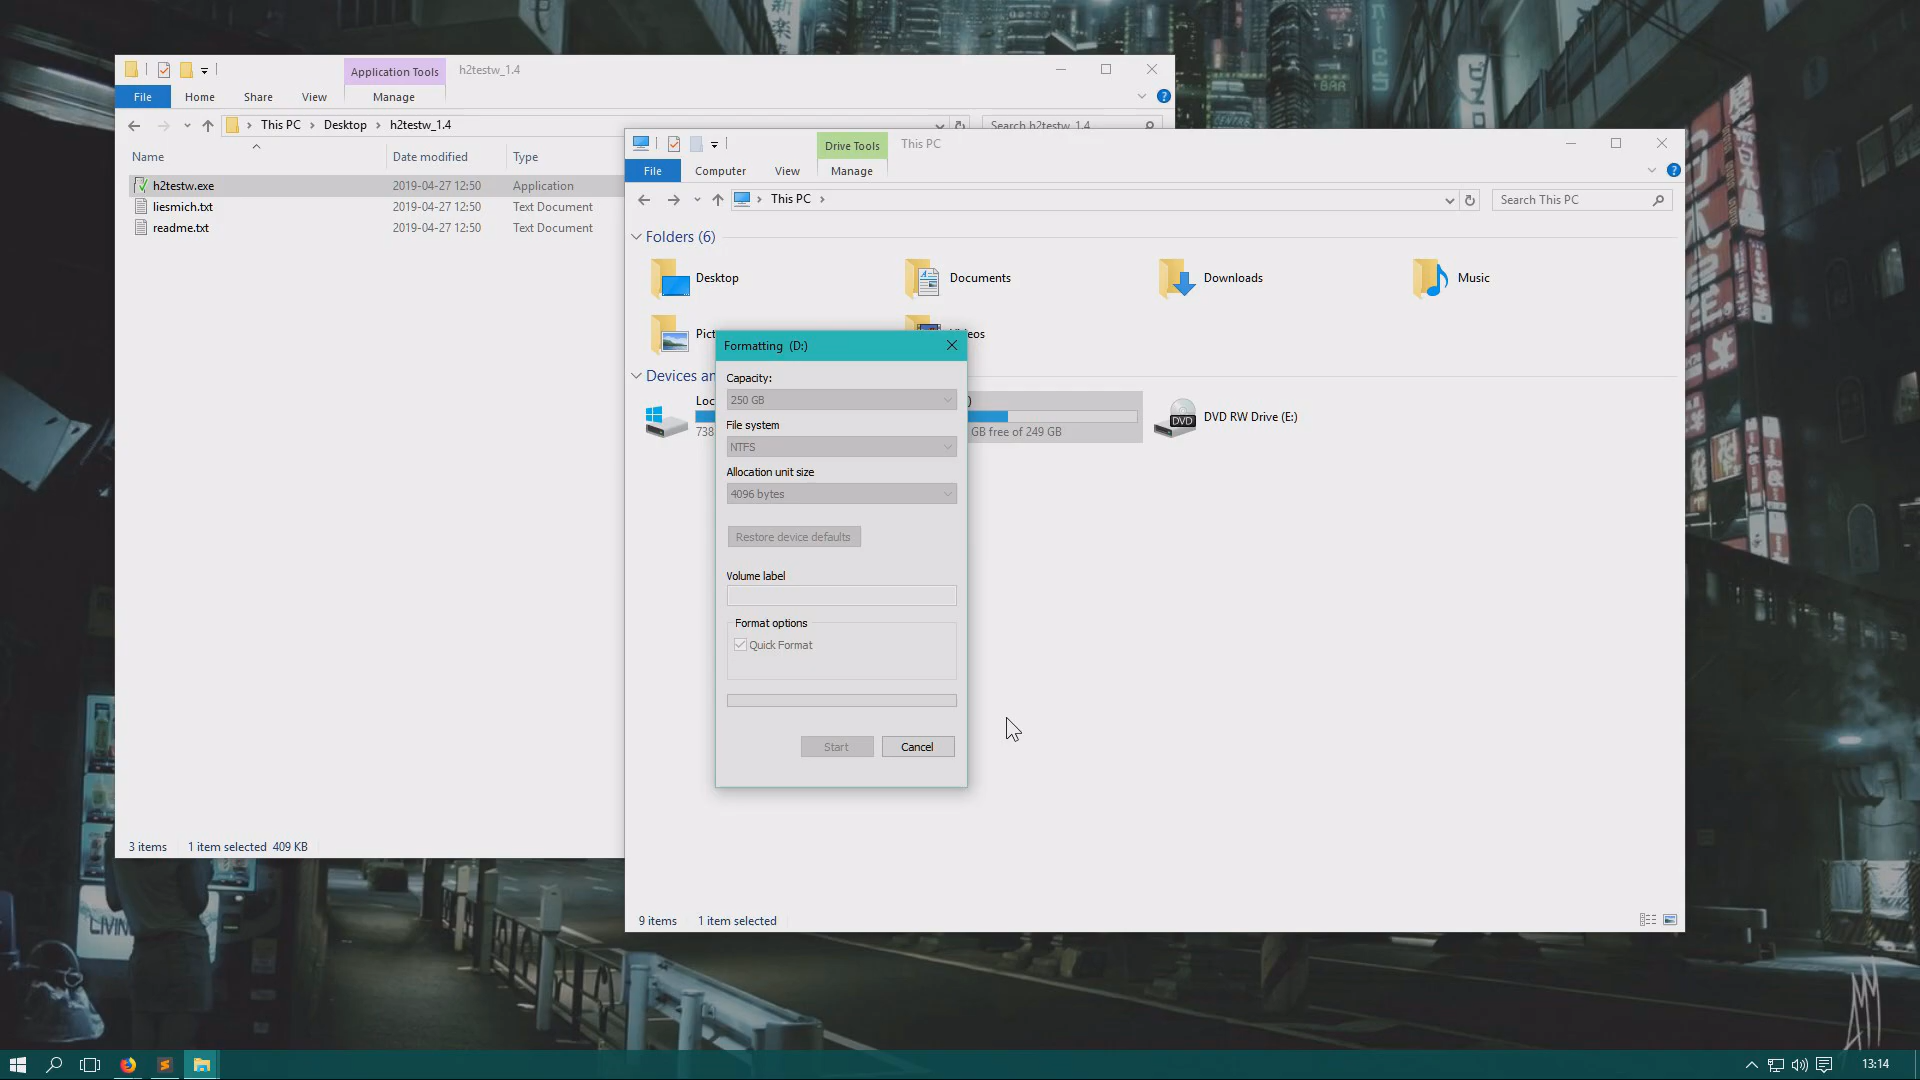 Application Tools
h2testw_1.4
File
Home
Share
View
Manage
This PC
Desktop
h2testw_1.4
Search h2testw_1.4
Name
Date modified
Type
h2testw.exe
2019-04-27 12:50
Application
liesmich.txt
2019-04-27 12:50
Text Document
readme.txt
2019-04-27 12:50
Text Document
3 items
1 item selected 409 KB
Drive Tools
This PC
File
Computer
View
Manage
This PC
Search This PC
Folders (6)
Desktop
Documents
Downloads
Music
Devices
738
)
GB free of 249 GB
DVD
DVD RW Drive (E:)
9 items
1 item selected
Formatting (D:)
Capacity:
250 GB
File system
NTFS
Allocation unit size
4096 bytes
Restore device defaults
Volume label
Format options
Quick Format
Start
Cancel
BAR
LIVING
13:14